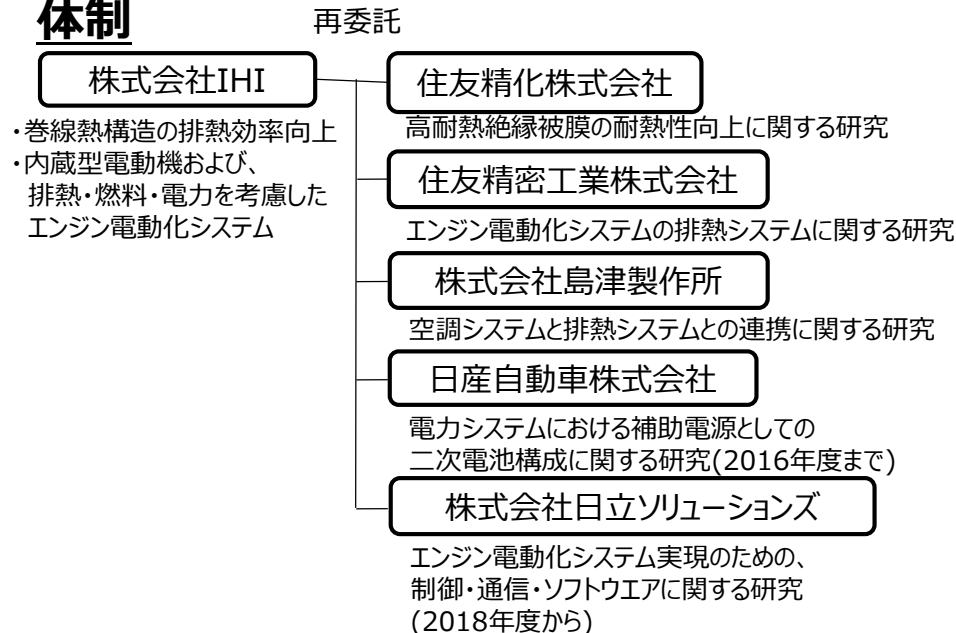 体制
再委託
株式会社IHI
・巻線熱構造の排熱効率向上
・内蔵型電動機および、
排熱・燃料・電力を考慮した
エンジン電動化システム
住友精化株式会社
高耐熱絶縁被膜の耐熱性向上に関する研究
住友精密工業株式会社
エンジン電動化システムの排熱システムに関する研究
株式会社島津製作所
空調システムと排熱システムとの連携に関する研究
日産自動車株式会社
電力システムにおける補助電源としての
二次電池構成に関する研究(2016年度まで)
株式会社日立ソリューションズ
エンジン電動化システム実現のための、
制御・通信・ソフトウエアに関する研究
(2018年度から)